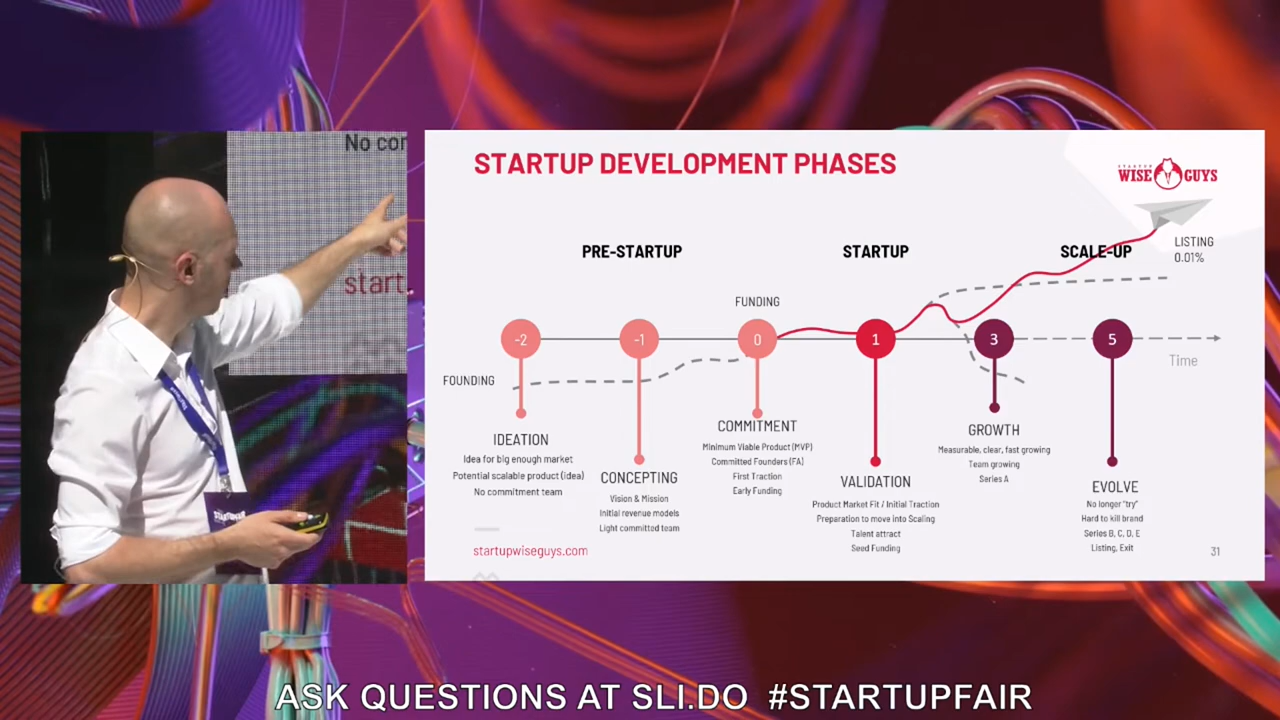 No cor
start.
STARTUP DEVELOPMENT PHASES
STARTUP
WISE GUYS
PRE-STARTUP
STARTUP
SCALE-UP
LISTING
0.01%
FUNDING
-2
-1
0
1
3
5
Time
FOUNDING
IDEATION
Idea for big enough market
Potential scalable product (idea)
No commitment team
CONCEPTING
Vision & Mission
Initial revenue models
Light committed team
COMMITMENT
Minimum Viable Product (MVP)
Committed Founders (FA)
First Traction
Early Funding
VALIDATION
Product Market Fit / Initial Traction
Preparation to move into Scaling
Talent attract
Seed Funding
GROWTH
Measurable, clear, fast growing
Team growing
Series A
EVOLVE
No longer "try"
Hard to kill brand
Series B, C, D, E
Listing, Exit
startupwiseguys.com
31
ASK QUESTIONS AT SLI.DO #STARTUPFAIR